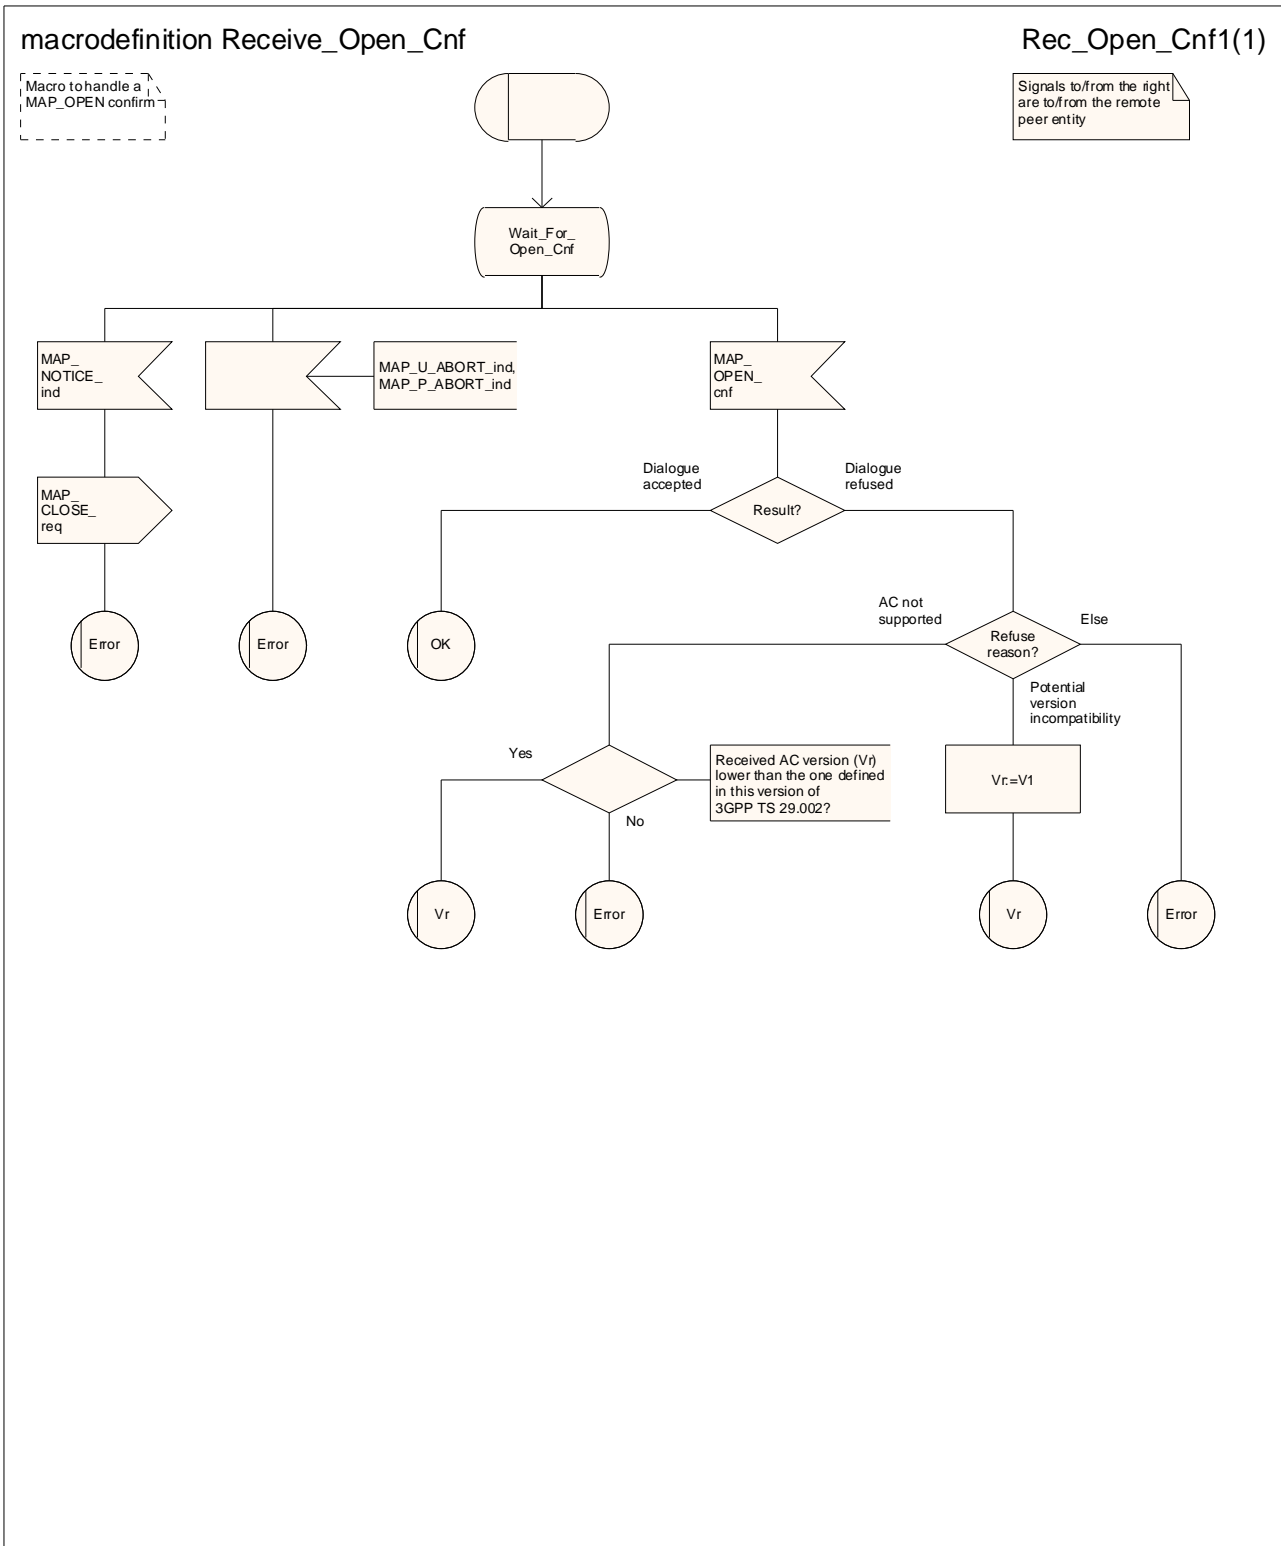 macrodefinition Receive_Open_Cnf
Rec_Open_Cnf1(1)
Macro to handle a
MAP_OPEN confirm
Signals to/from the right
are to/from the remote
peer entity
Wait_For_
Open_Cnf
MAP_
NOTICE_
ind
MAP_U_ABORT_ind,
MAP_P_ABORT_ind
MAP_
OPEN_
cnf
MAP_
CLOSE_
req
Dialogue
accepted
Result?
Dialogue
refused
Error
Error
OK
AC not
supported
Refuse
reason?
Else
Potential
version
incompatibility
Yes
No
Received AC version (Vr)
lower than the one defined
in this version of
3GPP TS 29.002?
Vr:=V1
Vr
Error
Vr
Error